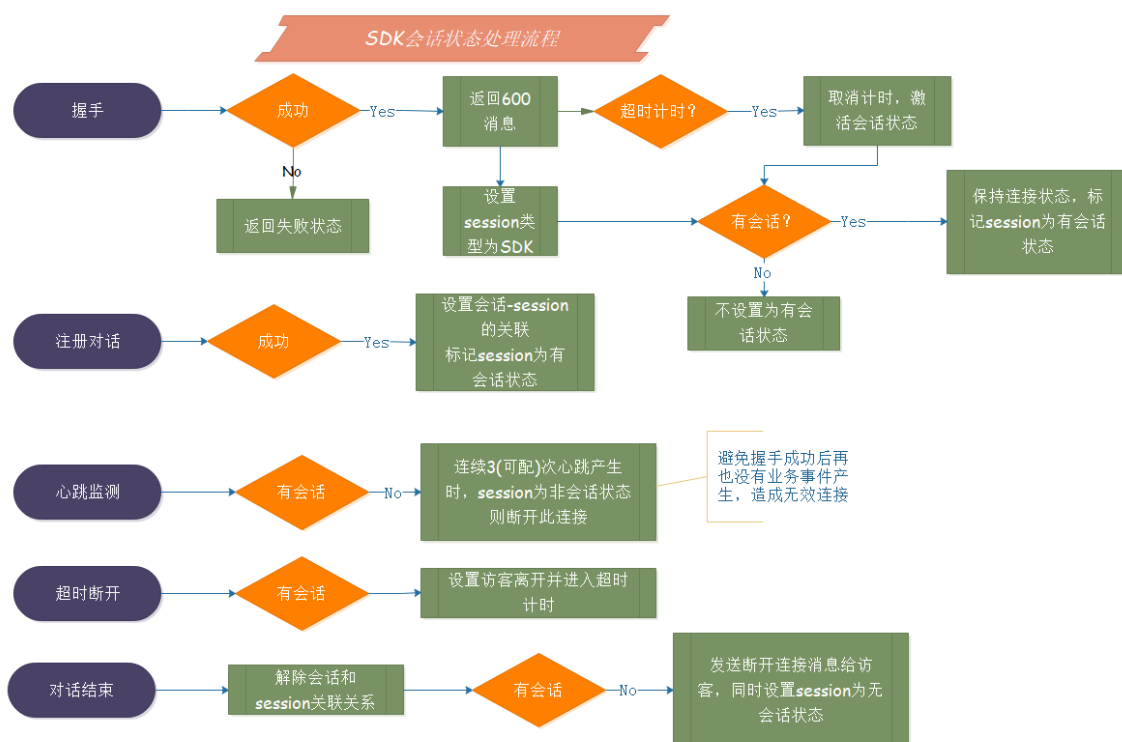 SDK会话状态处理流程
握手
成功
Yes
返回600
消息
超时计时?
Yes
取消计时，激
活会话状态
No
返回失败状态
设置
session类
型为SDK
有会话?
Yes
保持连接状态，标
记session为有会话
状态
No
不设置为有会
话状态
注册对话
成功
Yes
设置会话-session
的关联
标记session为有
会话状态
心跳监测
有会话
No
连续3(可配)次心跳产生
时，session为非会话状态
则断开此连接
避免握手成功后再
也没有业务事件产
生，造成无效连接
超时断开
有会话
设置访客离开并进入超时
计时
对话结束
解除会话和
session关联关系
有会话
No
发送断开连接消息给访
客，同时设置session为无
会话状态